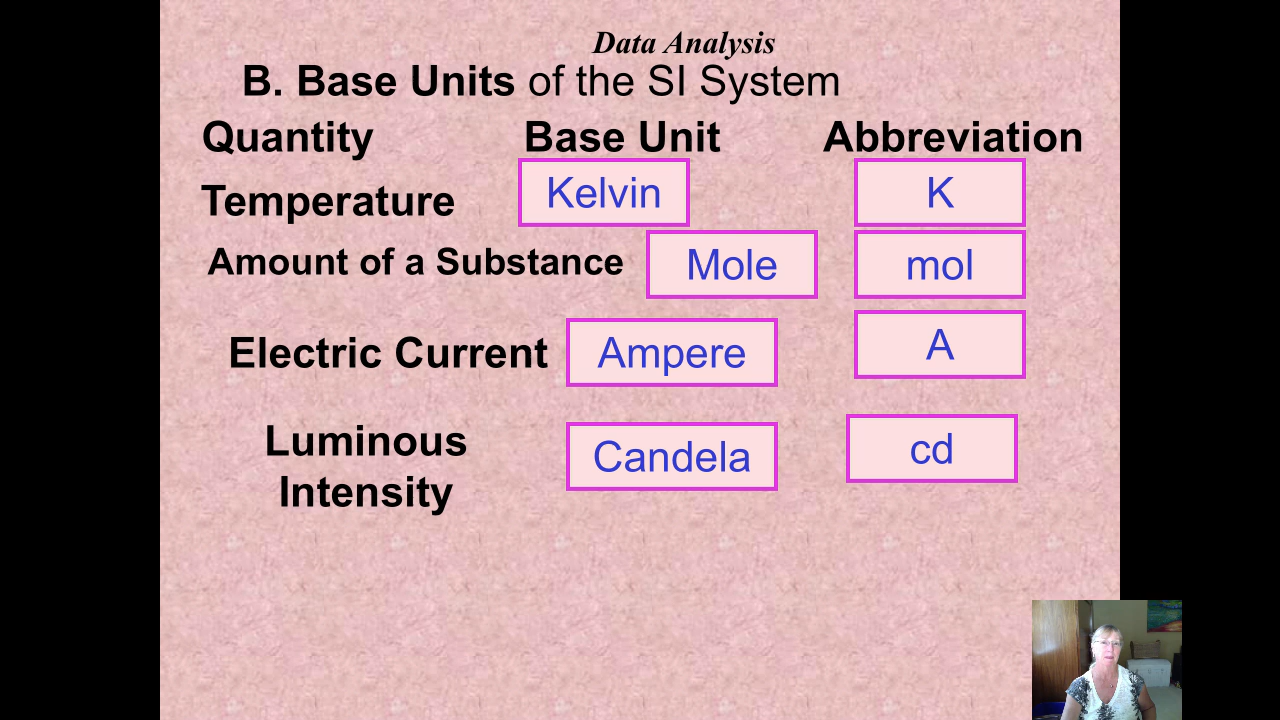 Data Analysis
B. Base Units of the SI System
Quantity Base Unit Abbreviation
Temperature Kelvin K
Amount of a Substance Mole mol
Electric Current Ampere A
Luminous
Intensity Candela cd